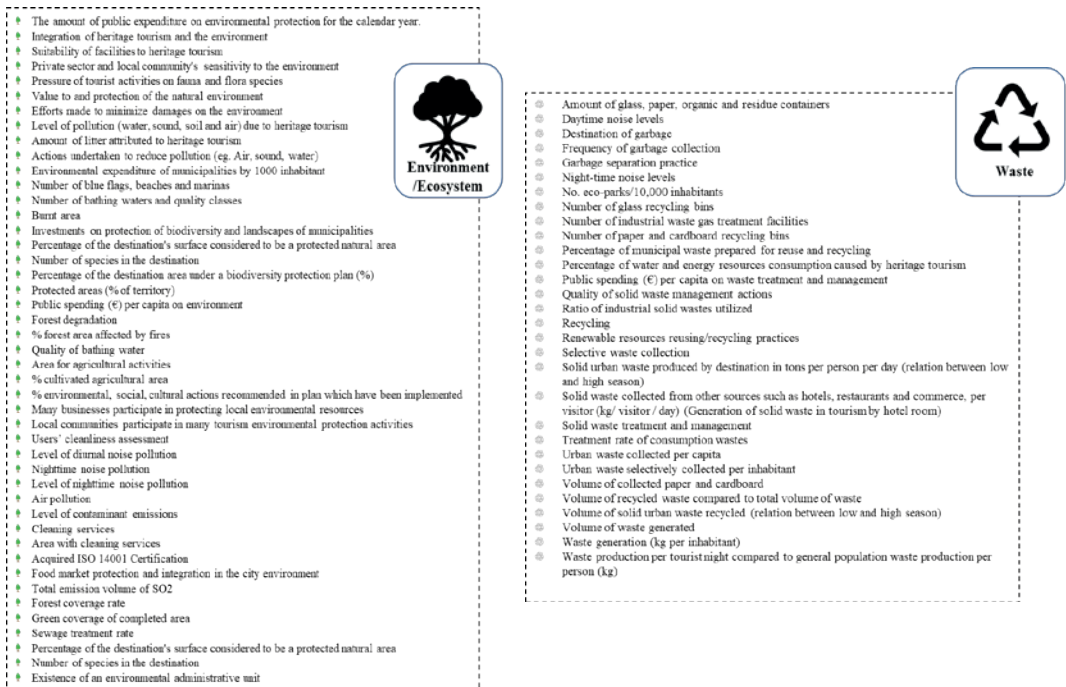 The amount of public expenditure on environmental protection for the calendar year.
Integration of heritage tourism and the environment
Suitability of facilities to heritage tourism
Private sector and local community's sensitivity to the environment
Pressure of tourist activities on fauna and flora species
Value to and protection of the natural environment
Efforts made to minimize damages on the environment
Level of pollution (water, sound, soil and air) due to heritage tourism
Amount of litter attributed to heritage tourism
Actions undertaken to reduce pollution (eg. Air, sound, water)
Environmental expenditure of municipalities by 1000 inhabitant
Number of blue flags, beaches and marinas
Number of bathing waters and quality classes
Burnt area
Investments on protection of biodiversity and landscapes of municipalities
Percentage of the destination's surface considered to be a protected natural area
Number of species in the destination
Percentage of the destination area under a biodiversity protection plan (%)
Protected areas (% of territory)
Public spending (€) per capita on environment
Forest degradation
% forest area affected by fires
Quality of bathing water
Area for agricultural activities
% cultivated agricultural area
% environmental, social, cultural actions recommended in plan which have been implemented
Many businesses participate in protecting local environmental resources
Local communities participate in many tourism environmental protection activities
Users' cleanliness assessment
Level of diurnal noise pollution
Nighttime noise pollution
Level of nighttime noise pollution
Air pollution
Level of contaminant emissions
Cleaning services
Area with cleaning services
Acquired ISO 14001 Certification
Food market protection and integration in the city environment
Total emission volume of SO2
Forest coverage rate
Green coverage of completed area
Sewage treatment rate
Percentage of the destination's surface considered to be a protected natural area
Number of species in the destination
Existence of an environmental administrative unit
Environment
/Ecosystem
Amount of glass, paper, organic and residue containers
Daytime noise levels
Destination of garbage
Frequency of garbage collection
Garbage separation practice
Night-time noise levels
No. eco-parks/10,000 inhabitants
Number of glass recycling bins
Number of industrial waste gas treatment facilities
Number of paper and cardboard recycling bins
Percentage of municipal waste prepared for reuse and recycling
Percentage of water and energy resources consumption caused by heritage tourism
Public spending (€) per capita on waste treatment and management
Quality of solid waste management actions
Ratio of industrial solid wastes utilized
Recycling
Renewable resources reusing/recycling practices
Selective waste collection
Solid urban waste produced by destination in tons per person per day (relation between low
and high season)
Solid waste collected from other sources such as hotels, restaurants and commerce, per
visitor (kg/ visitor / day) (Generation of solid waste in tourism by hotel room)
Solid waste treatment and management
Treatment rate of consumption wastes
Urban waste collected per capita
Urban waste selectively collected per inhabitant
Volume of collected paper and cardboard
Volume of recycled waste compared to total volume of waste
Volume of solid urban waste recycled (relation between low and high season)
Volume of waste generated
Waste generation (kg per inhabitant)
Waste production per tourist night compared to general population waste production per
person (kg)
Waste